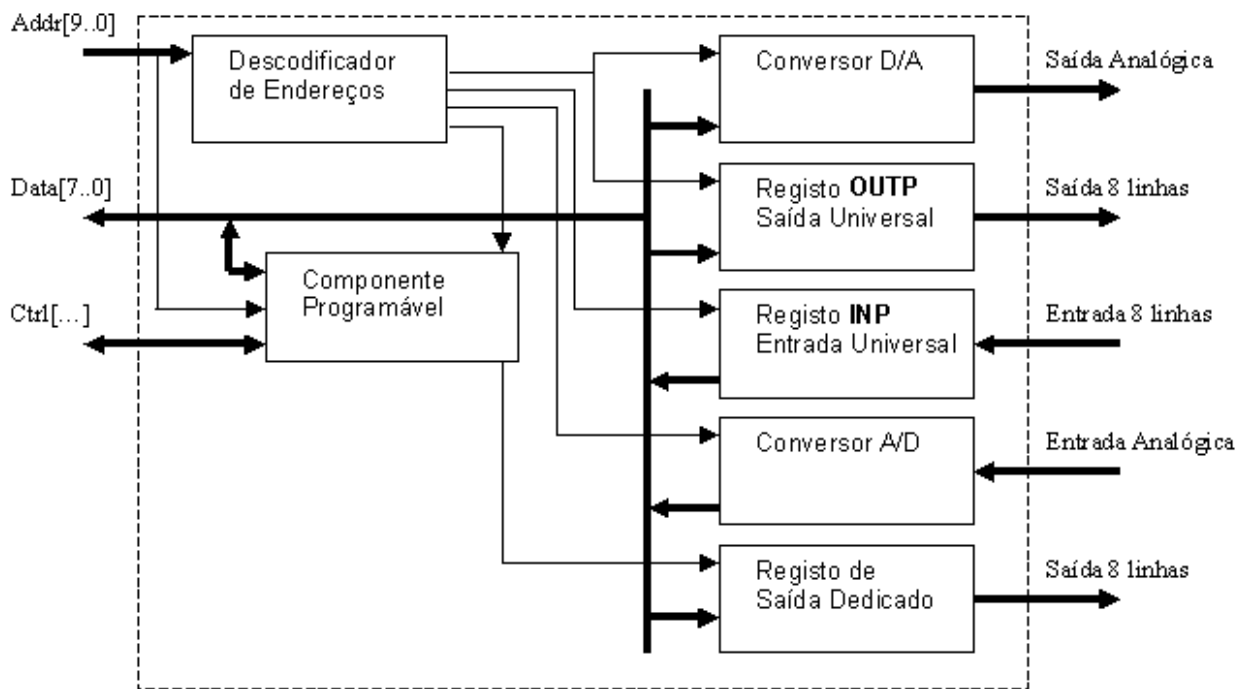 Addr[9..0]
Descodificador
de Endereços
Conversor D/A
Saída Analógica
Data[7..0]
Registo OUTP
Saída Universal
Saída 8 linhas
Componente
Programável
Ctrl[...]
Registo INP
Entrada Universal
Entrada 8 linhas
Conversor A/D
Entrada Analógica
Registo de
Saída Dedicado
Saída 8 linhas